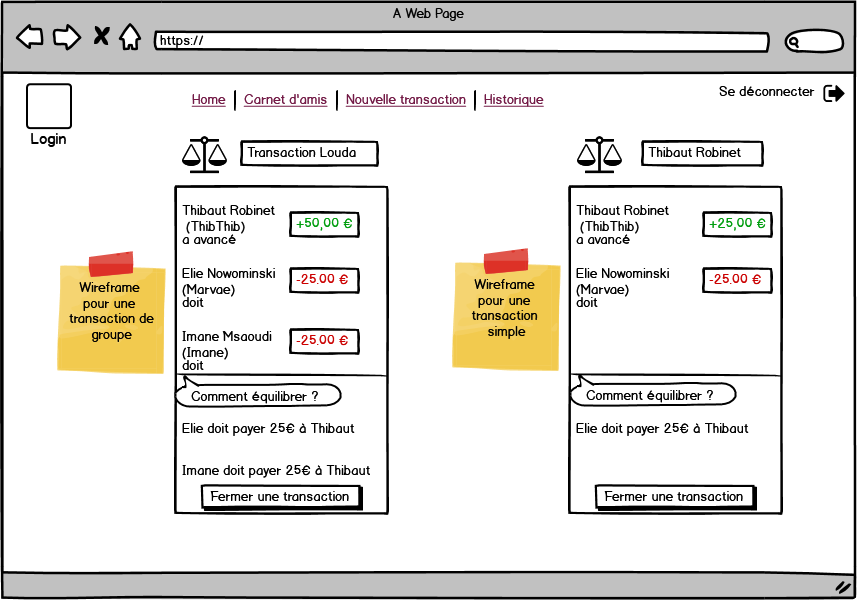 A Web Page
https://
Se déconnecter
Login
Home
Carnet d'amis
Nouvelle transaction
Historique
Transaction Louda
Thibaut Robinet
(ThibThib)
a avancé
+50,00 €
Elie Nowominski
(Marvae)
doit
-25.00 €
Imane Msaoudi
(Imane)
doit
-25.00 €
Comment équilibrer ?
Elie doit payer 25€ à Thibaut
Imane doit payer 25€ à Thibaut
Fermer une transaction
Wireframe
pour une
transaction de
groupe
Thibaut Robinet
Thibaut Robinet
(ThibThib)
a avancé
+25,00 €
Elie Nowominski
(Marvae)
doit
-25.00 €
Comment équilibrer ?
Elie doit payer 25€ à Thibaut
Fermer une transaction
Wireframe
pour une
transaction
simple